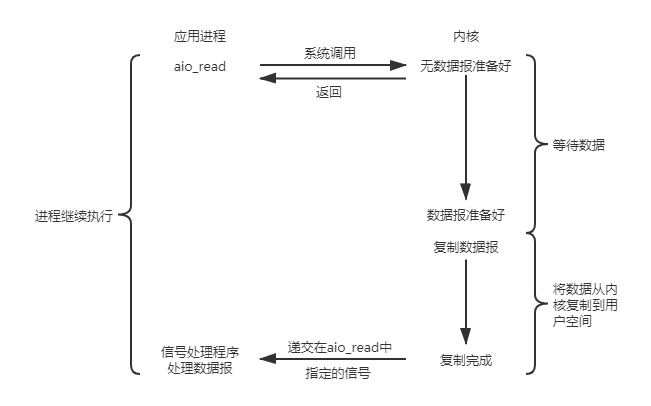 应用进程
内核
系统调用
aio_read
无数据报准备好
返回
等待数据
进程继续执行
数据报准备好
复制数据报
将数据从内
核复制到用
户空间
信号处理程序
处理数据报
递交在aio_read中
指定的信号
复制完成